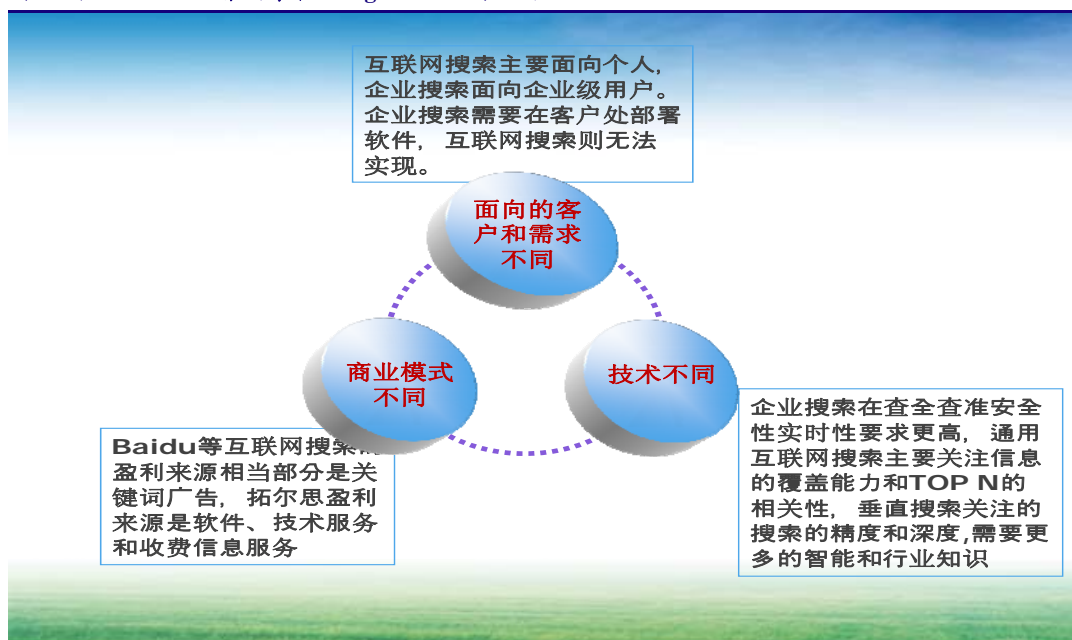 互联网搜索主要面向个人,
企业搜索面向企业级用户。
企业搜索需要在客户处部署
软件, 互联网搜索则无法
实现。
面向的客
户和需求
不同
商业模式
不同
技术不同
Baidu等互联网搜索
盈利来源相当部分是关
键词广告, 拓尔思盈利
来源是软件、技术服务
和收费信息服务
企业搜索在查全查准安全
性实时性要求更高, 通用
互联网搜索主要关注信息
的覆盖能力和TOP N的
相关性, 垂直搜索关注的
搜索的精度和深度,需要更
多的智能和行业知识